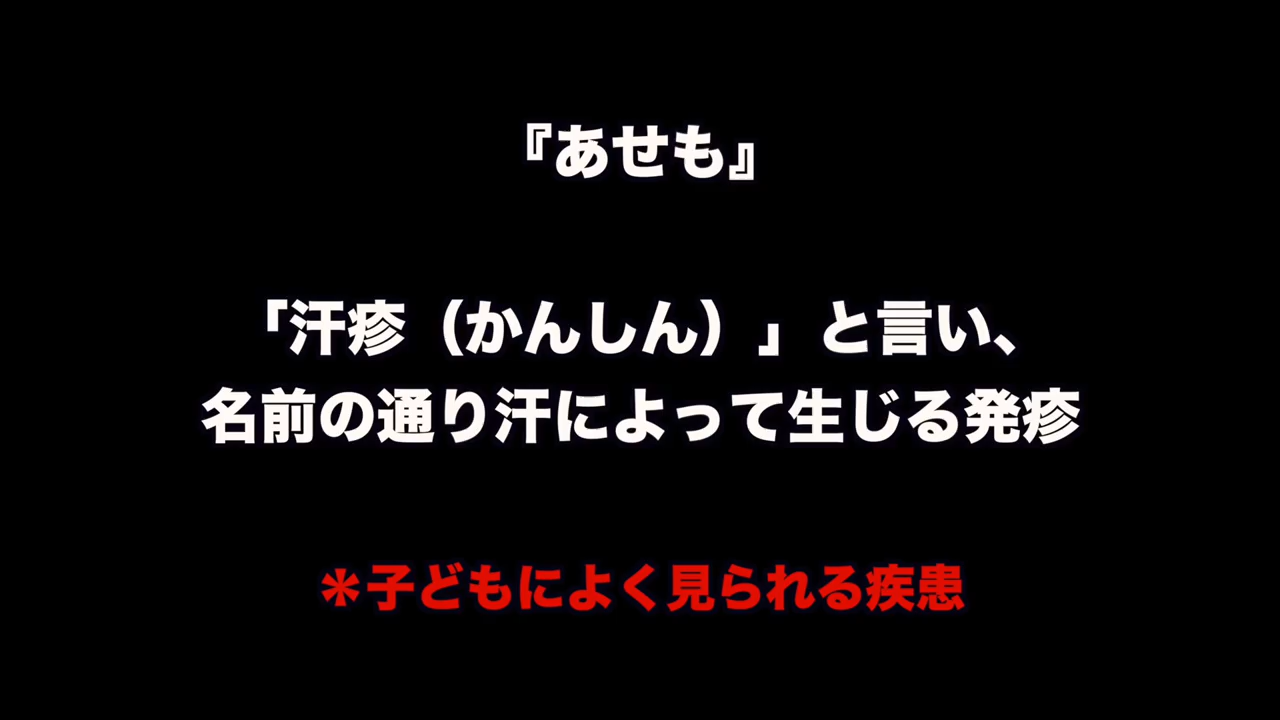 『あせも』
「汗疹（かんしん）」と言い、
名前の通り汗によって生じる発疹
＊子どもによく見られる疾患